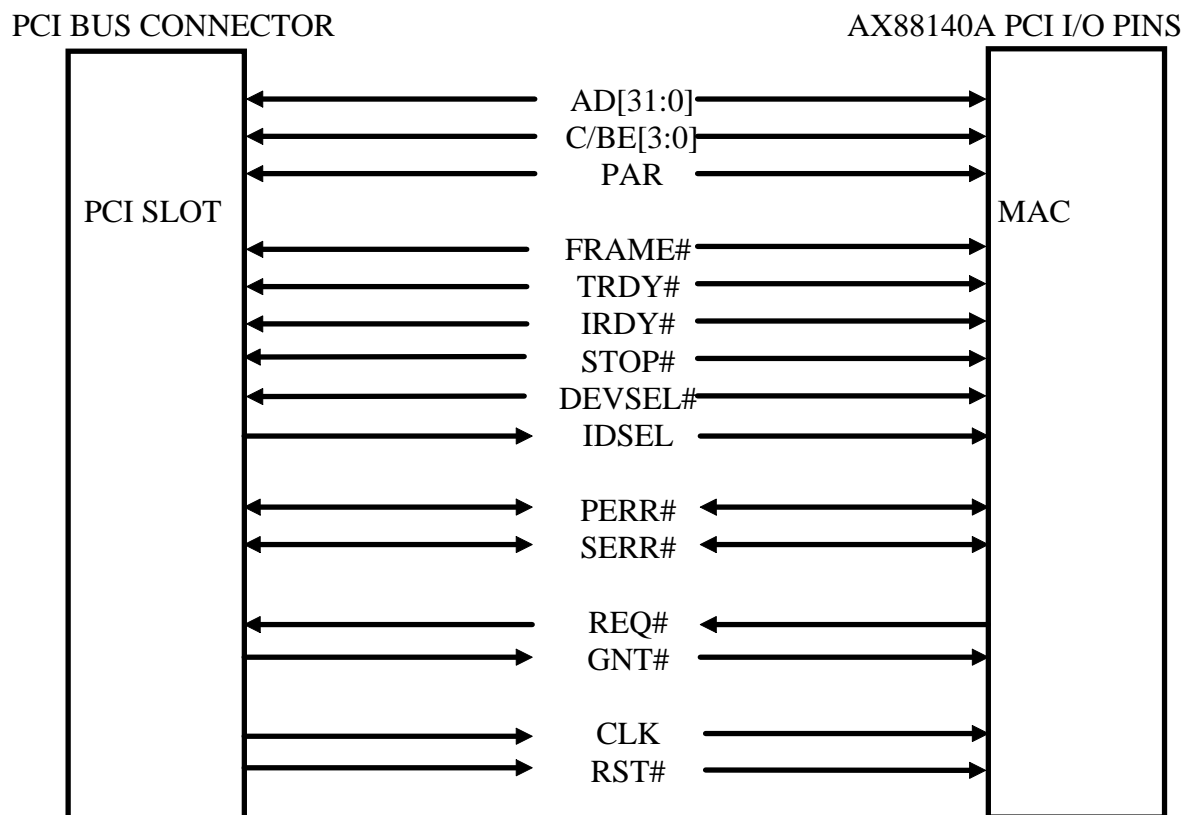 PCI BUS CONNECTOR
AX88140A PCI I/O PINS
AD[31:0]
C/BE[3:0]
PAR
PCI SLOT
MAC
FRAME#
TRDY#
IRDY#
STOP#
DEVSEL#
IDSEL
PERR#
SERR#
REQ#
GNT#
CLK
RST#